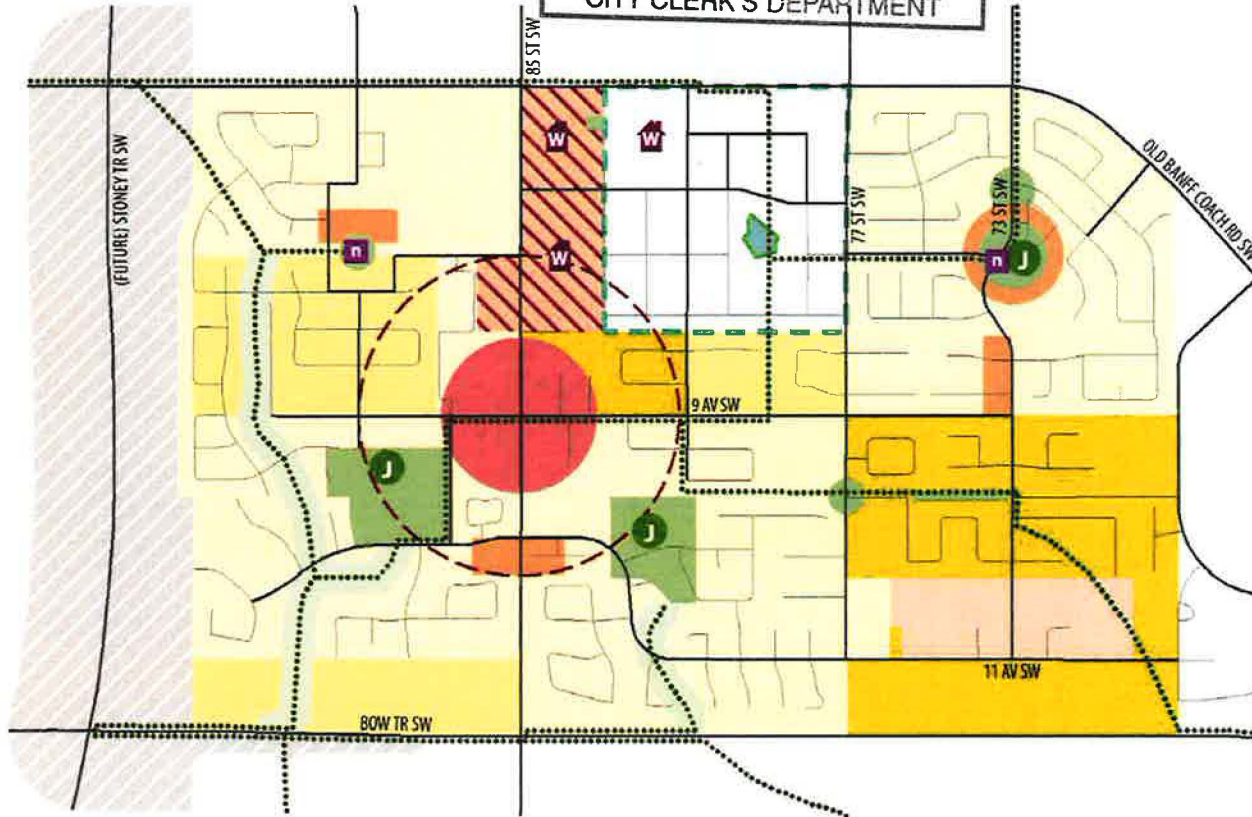 CITY CLERK'S DEPARTMENT
85 ST SW
(FUTURE) STONEY TR SW
W
W
OLD BANFF COACH RD SW
77 ST SW
73 ST SW
n
W
n
J
9 AV SW
J
J
11 AV SW
BOW TR SW